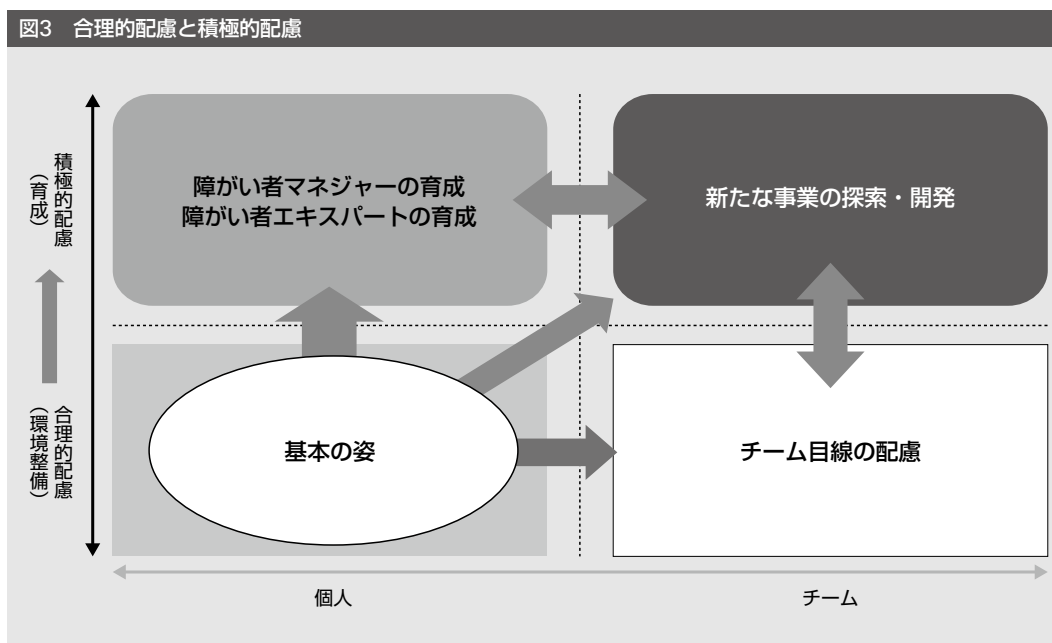 図3 合理的配慮と積極的配慮
積極的配慮
（育成）
合理的配慮
（環境整備）
障がい者マネジャーの育成
障がい者エキスパートの育成
新たな事業の探索・開発
基本の姿
チーム目線の配慮
個人
チーム